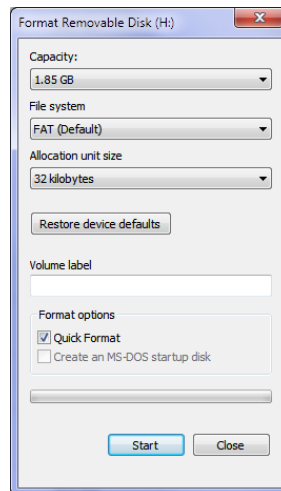 Format Removable Disk (H:)
Capacity:
1.85 GB
File system
FAT (Default)
Allocation unit size
32 kilobytes
Restore device defaults
Volume label
Format options
Quick Format
Create an MS-DOS startup disk
Start Close